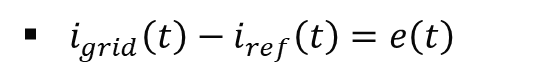 ▪ i_grid(t) − i_ref(t) = e(t)